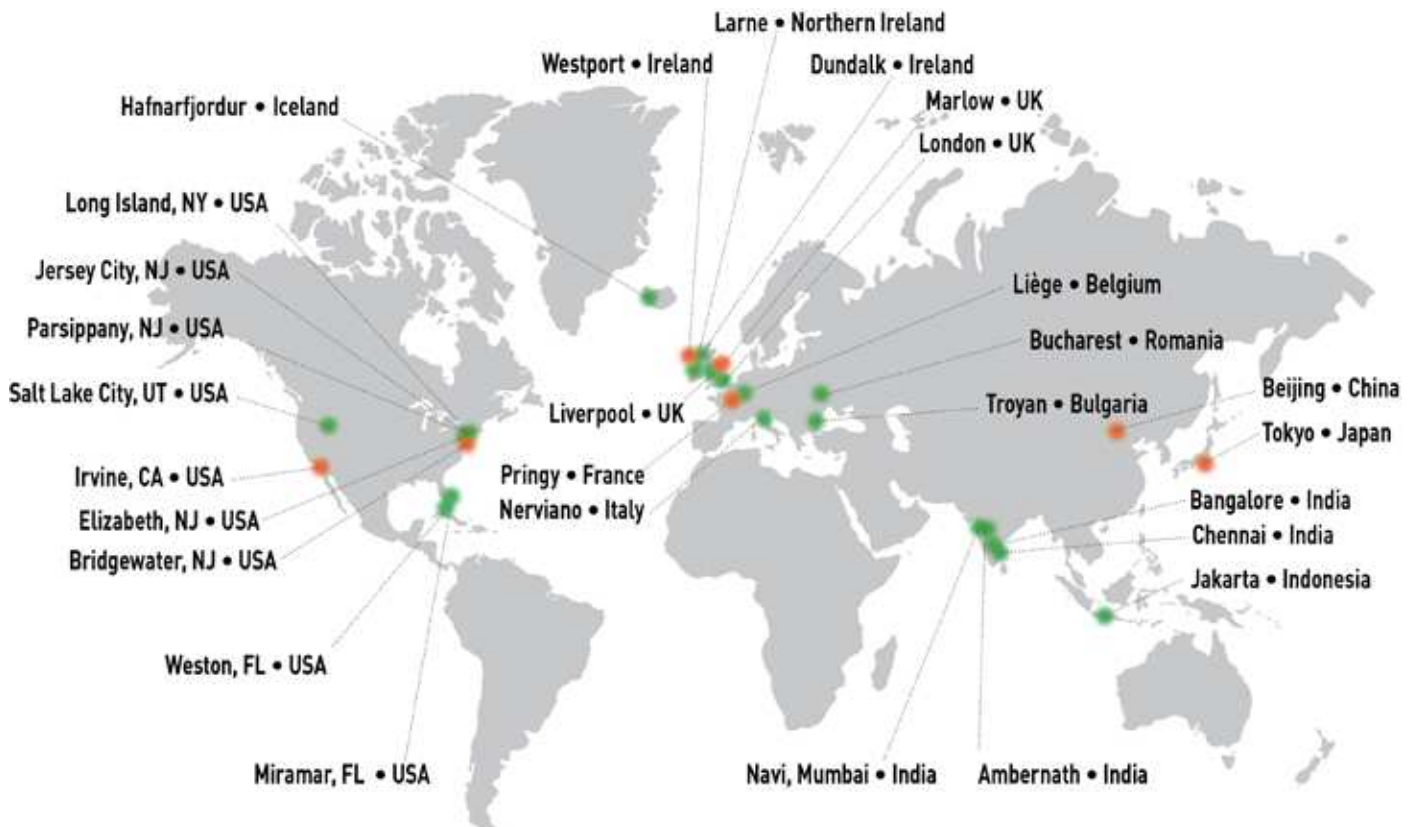 Larne • Northern Ireland
Westport • Ireland
Dundalk • Ireland
Hafnarfjordur • Iceland
Marlow • UK
London • UK
Long Island, NY • USA
Jersey City, NJ • USA
Liège • Belgium
Parsippany, NJ • USA
Bucharest • Romania
Salt Lake City, UT • USA
Beijing • China
Liverpool • UK
Troyan • Bulgaria
Tokyo • Japan
Irvine, CA • USA
Pringy • France
Bangalore • India
Nerviano • Italy
Elizabeth, NJ • USA
Chennai • India
Bridgewater, NJ • USA
Jakarta • Indonesia
Weston, FL • USA
Miramar, FL • USA
Navi, Mumbai • India
Ambernath • India